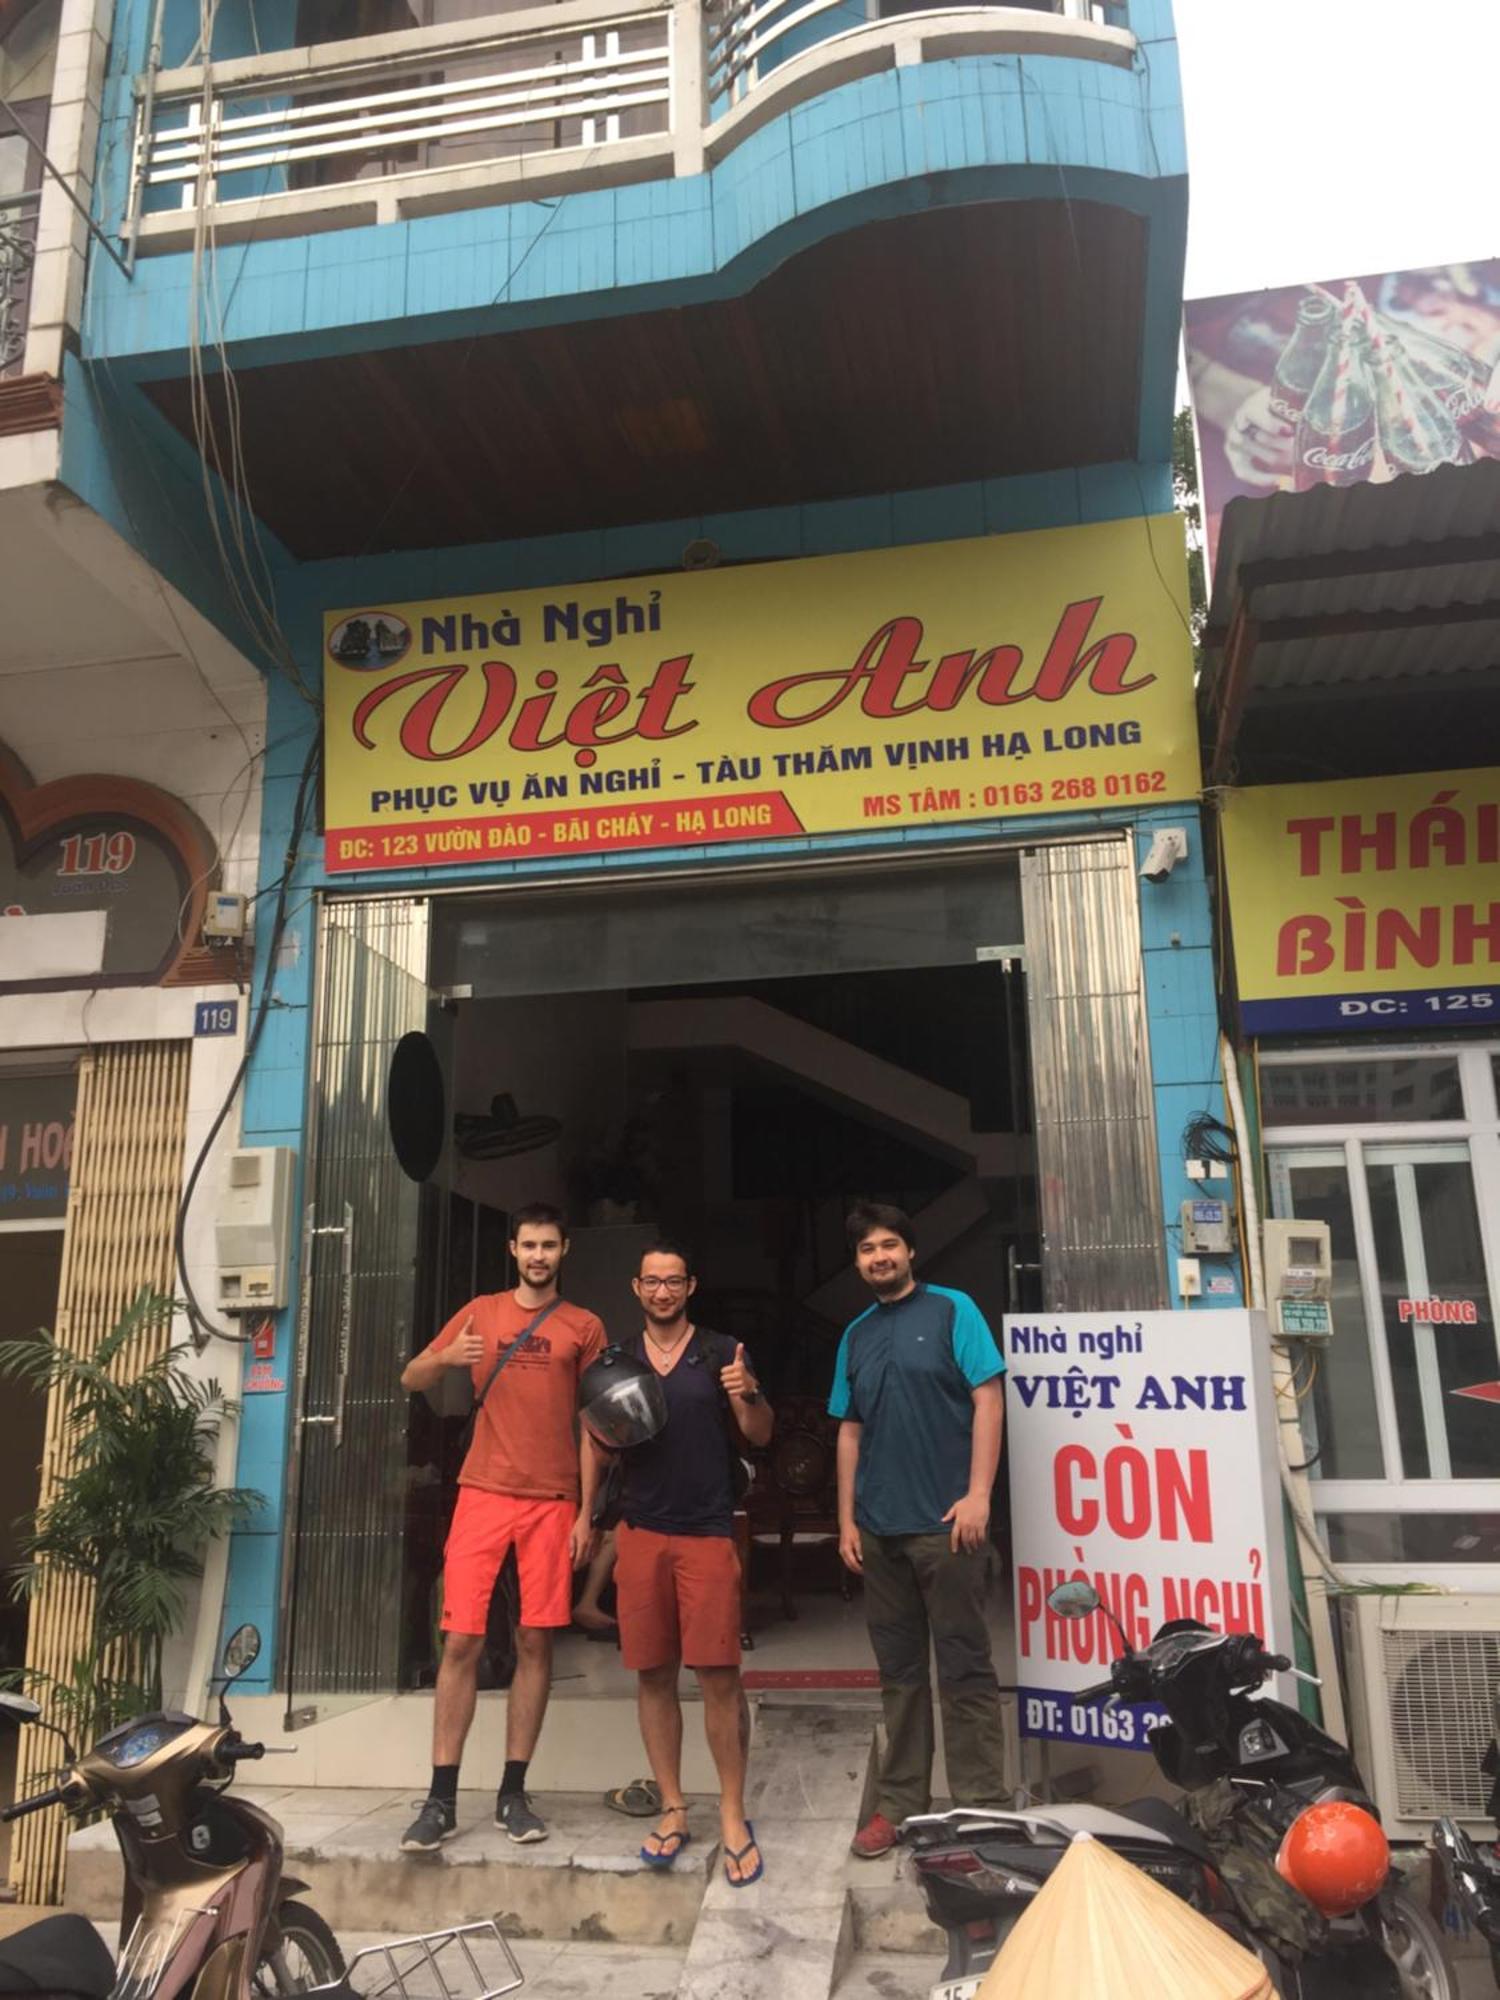 Coca-Cola
Nhà Nghỉ
Việt Anh
PHỤC VỤ ĂN NGHỈ - TÀU THĂM VỊNH HẠ LONG
MS TÂM : 0163 268 0162
ĐC: 123 VƯỜN ĐÀO - BÃI CHÁY - HẠ LONG
119
119
THÁI
BÌNH
ĐC: 125
PHÒNG
Nhà nghỉ
VIỆT ANH
CÒN
PHÒNG NGHỈ
ĐT: 0163